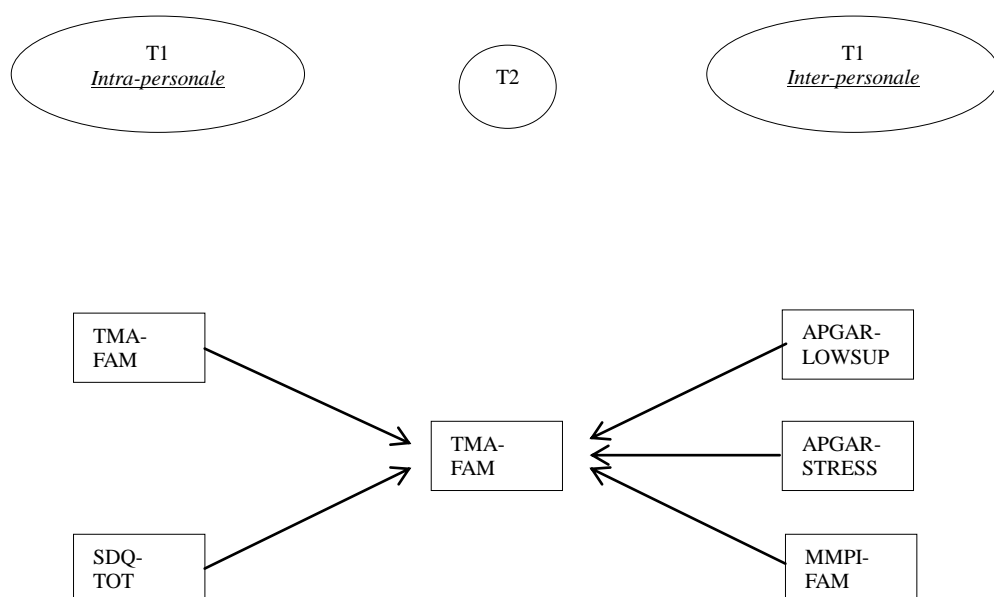 T1
Intra-personale
T2
T1
Inter-personale
TMA-
FAM
SDQ-
TOT
TMA-
FAM
APGAR-
LOWSUP
APGAR-
STRESS
MMPI-
FAM